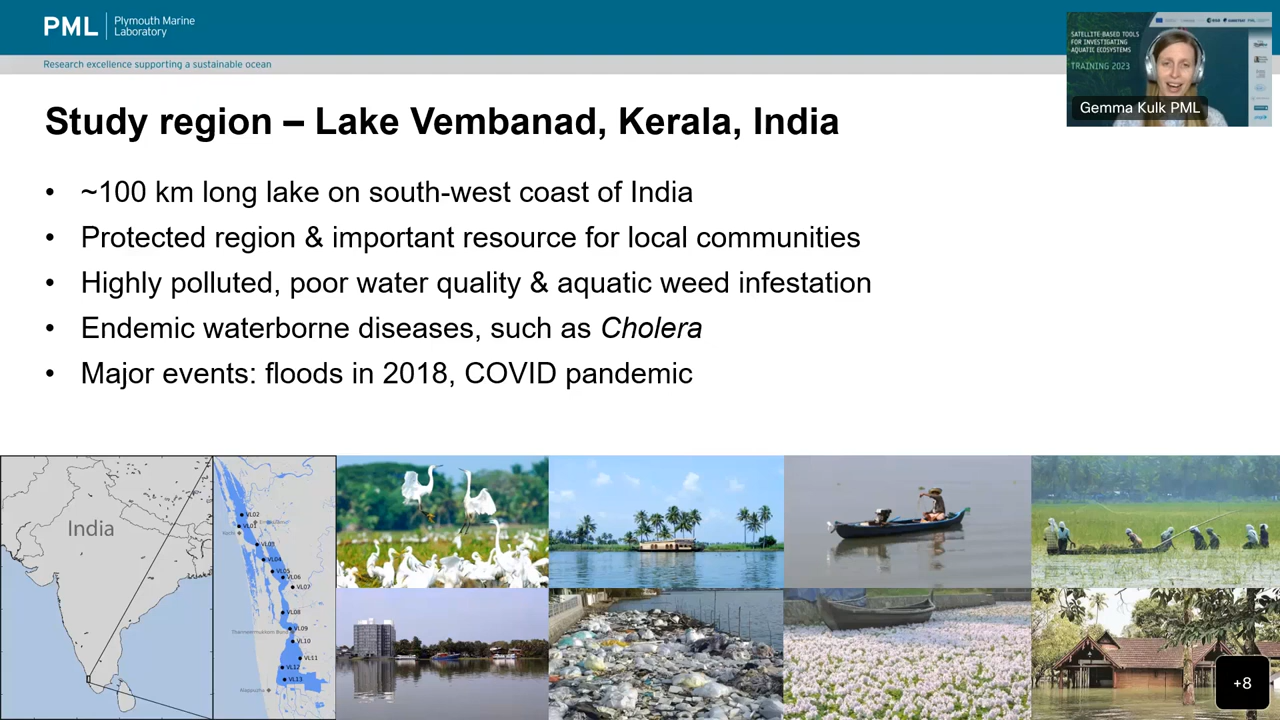 PML
Plymouth Marine
Laboratory
Research excellence supporting a sustainable ocean
SATELLITE-BASED TOOLS
FOR INVESTIGATING
AQUATIC ECOSYSTEMS
TRAINING 2023
Gemma Kulk PML
Study region – Lake Vembanad, Kerala, India
• ~100 km long lake on south-west coast of India
• Protected region & important resource for local communities
• Highly polluted, poor water quality & aquatic weed infestation
• Endemic waterborne diseases, such as Cholera
• Major events: floods in 2018, COVID pandemic
India
VL02
VL01
VL03
VL04
VL05
VL06
VL07
VL08
VL09
VL10
VL11
VL12
VL13
+8